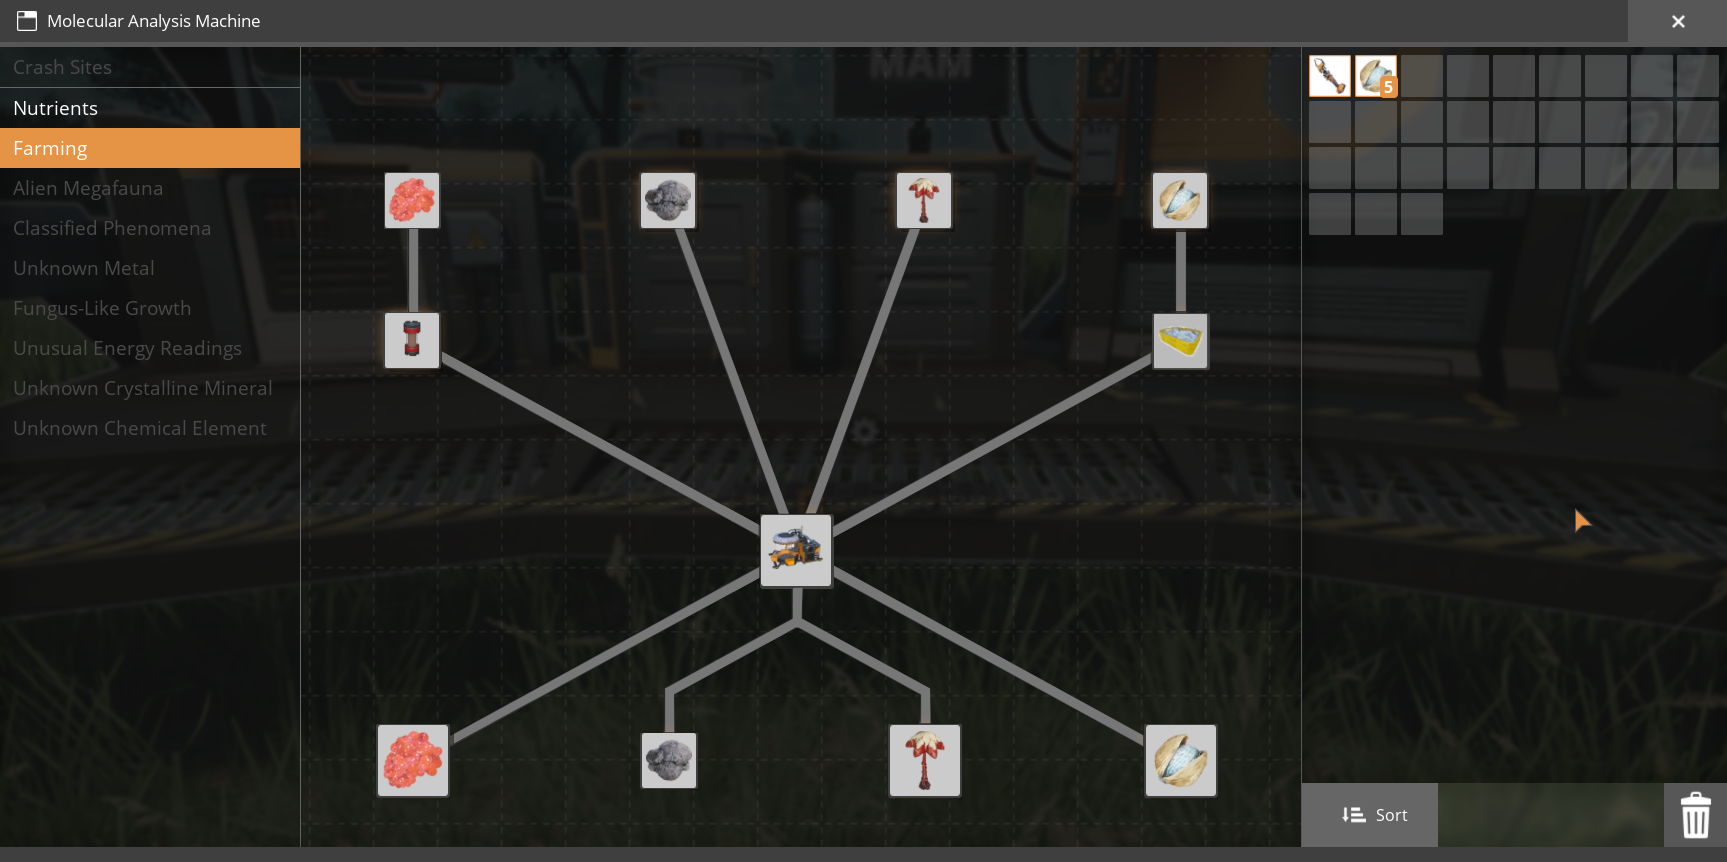 Molecular Analysis Machine
Crash Sites
Nutrients
Farming
Alien Megafauna
Classified Phenomena
Unknown Metal
Fungus-Like Growth
Unusual Energy Readings
Unknown Crystalline Mineral
Unknown Chemical Element
MAM
5
Sort